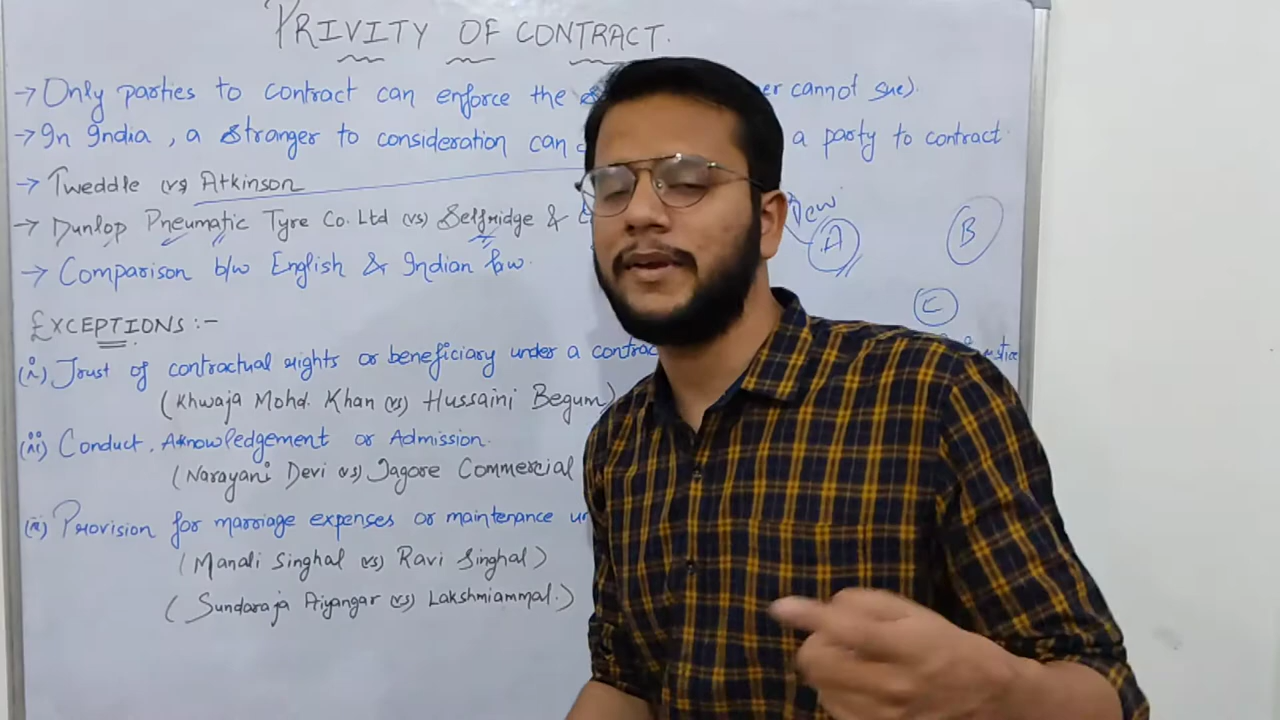 PRIVITY OF CONTRACT.
→ Only parties to contract can enforce the er cannot sue).
→ In India, a stranger to consideration can a party to contract.
→ Tweddle (vs) Atkinson
→ Dunlop Pneumatic Tyre Co. Ltd (vs) Selfridge &
A
B
→ Comparison b/w English & Indian law.
C
EXCEPTIONS :-
(i) Trust of contractual rights or beneficiary under a contrac
(Khwaja Mohd. Khan (vs) Hussaini Begum)
(ii) Conduct, Aknowledgement or Admission.
(Narayani Devi (vs) Tagore Commercial
Provision for marriage expenses or maintenance un
(Manali Singhal (vs) Ravi Singhal)
(Sundaraja Aiyangar (vs) Lakshmiammal.)